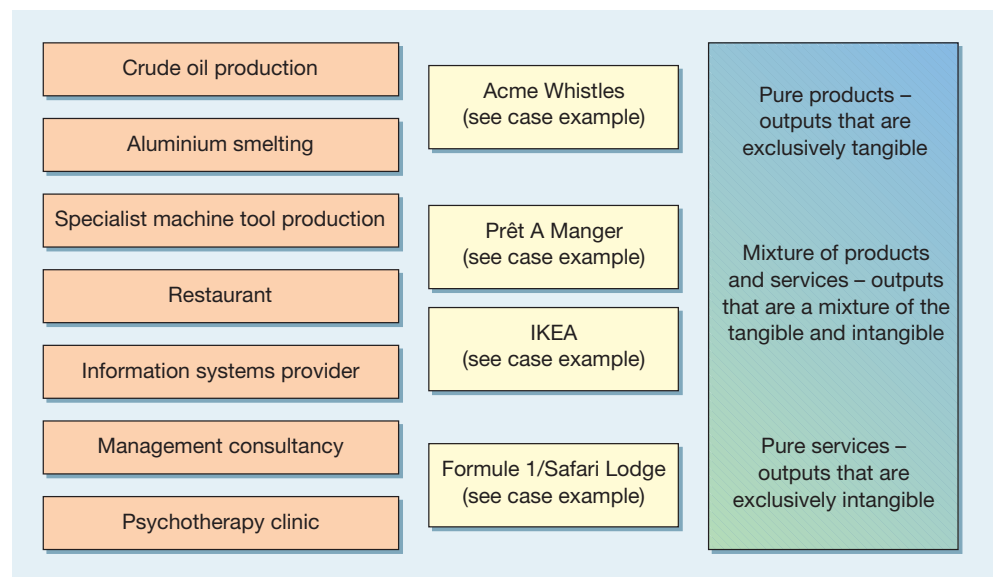 Crude oil production
Aluminium smelting
Specialist machine tool production
Restaurant
Information systems provider
Management consultancy
Psychotherapy clinic
Acme Whistles
(see case example)
Prêt A Manger
(see case example)
IKEA
(see case example)
Formule 1/Safari Lodge
(see case example)
Pure products –
outputs that are
exclusively tangible
Mixture of products
and services – outputs
that are a mixture of the
tangible and intangible
Pure services –
outputs that are
exclusively intangible